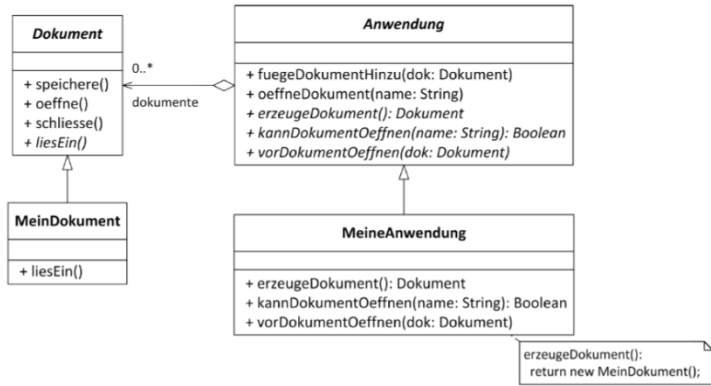 Dokument
+ speichere()
+ oeffne()
+ schliesse()
+ liesEin()
0..*
dokumente
Anwendung
+ fuegeDokumentHinzu(dok: Dokument)
+ oeffneDokument(name: String)
+ erzeugeDokument(): Dokument
+ kannDokumentOeffnen(name: String): Boolean
+ vorDokumentOeffnen(dok: Dokument)
MeinDokument
+ liesEin()
MeineAnwendung
+ erzeugeDokument(): Dokument
+ kannDokumentOeffnen(name: String): Boolean
+ vorDokumentOeffnen(dok: Dokument)
erzeugeDokument():
return new MeinDokument();